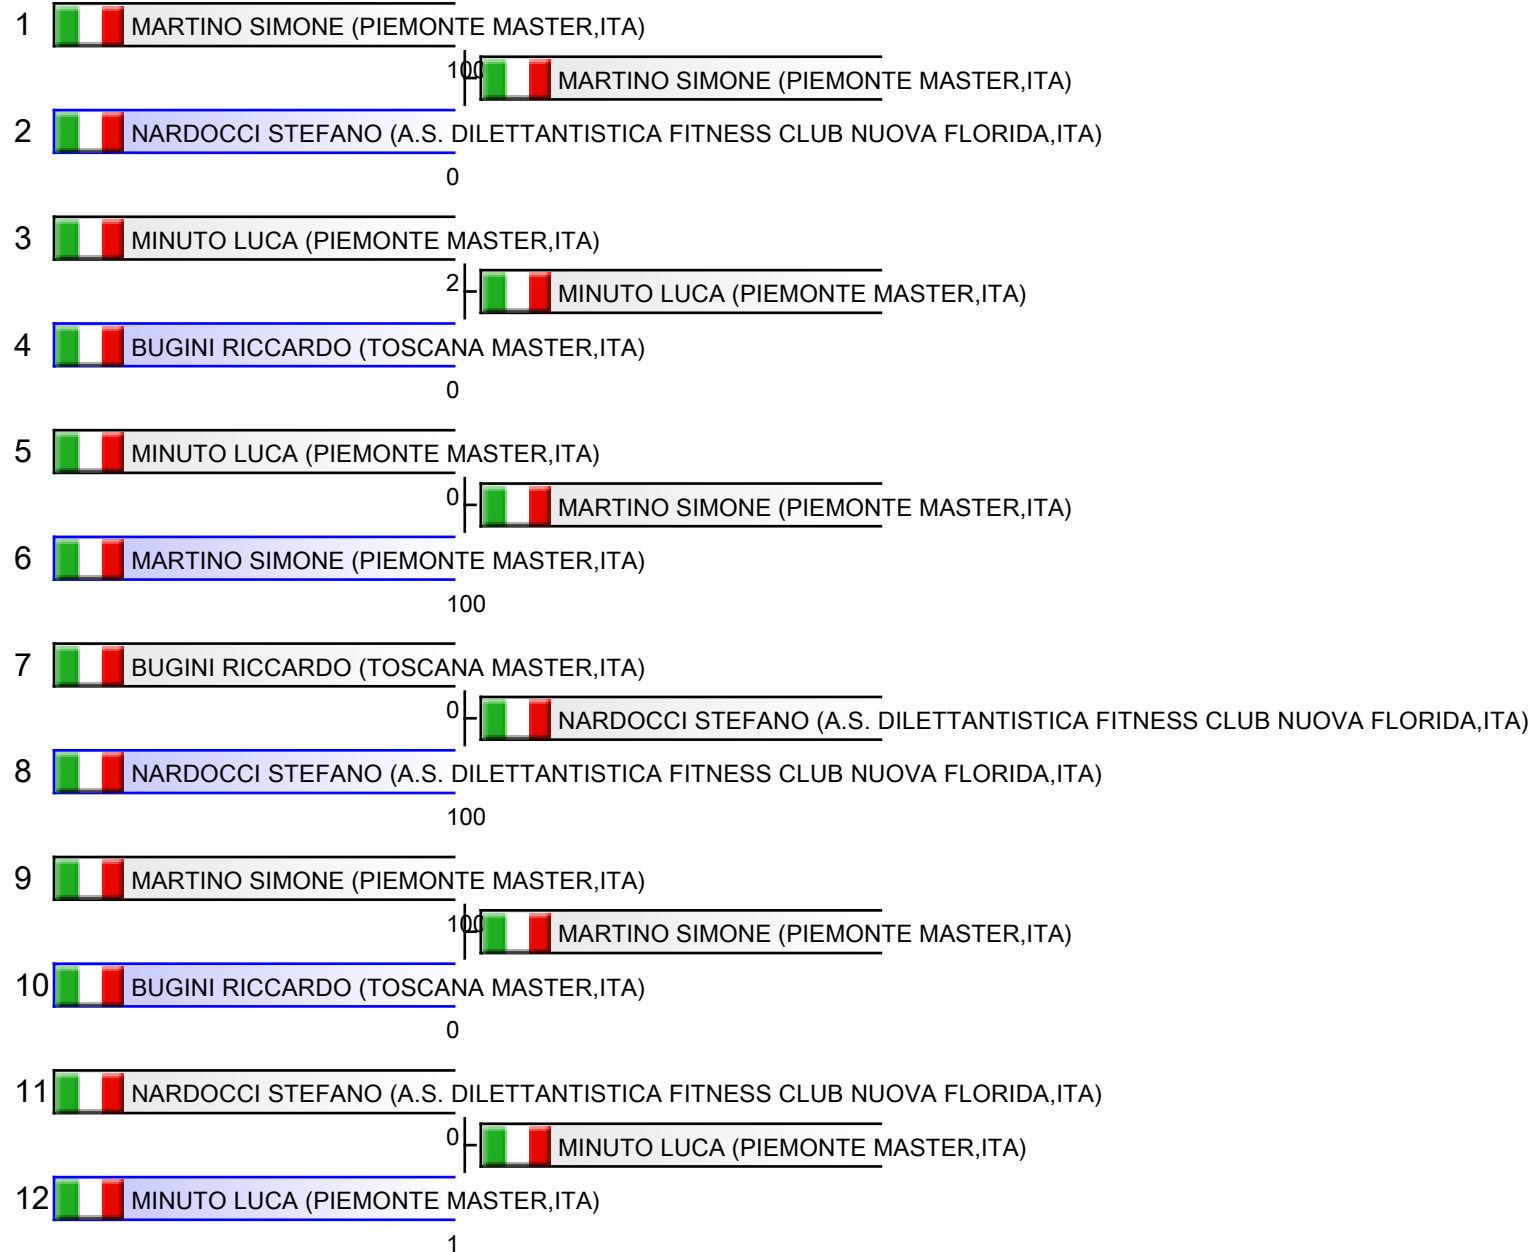 1 MARTINO SIMONE (PIEMONTE MASTER,ITA)
100 MARTINO SIMONE (PIEMONTE MASTER,ITA)
2 NARDOCCI STEFANO (A.S. DILETTANTISTICA FITNESS CLUB NUOVA FLORIDA,ITA)
0
3 MINUTO LUCA (PIEMONTE MASTER,ITA)
2 MINUTO LUCA (PIEMONTE MASTER,ITA)
4 BUGINI RICCARDO (TOSCANA MASTER,ITA)
0
5 MINUTO LUCA (PIEMONTE MASTER,ITA)
0 MARTINO SIMONE (PIEMONTE MASTER,ITA)
6 MARTINO SIMONE (PIEMONTE MASTER,ITA)
100
7 BUGINI RICCARDO (TOSCANA MASTER,ITA)
0 NARDOCCI STEFANO (A.S. DILETTANTISTICA FITNESS CLUB NUOVA FLORIDA,ITA)
8 NARDOCCI STEFANO (A.S. DILETTANTISTICA FITNESS CLUB NUOVA FLORIDA,ITA)
100
9 MARTINO SIMONE (PIEMONTE MASTER,ITA)
100 MARTINO SIMONE (PIEMONTE MASTER,ITA)
10 BUGINI RICCARDO (TOSCANA MASTER,ITA)
0
11 NARDOCCI STEFANO (A.S. DILETTANTISTICA FITNESS CLUB NUOVA FLORIDA,ITA)
0 MINUTO LUCA (PIEMONTE MASTER,ITA)
12 MINUTO LUCA (PIEMONTE MASTER,ITA)
1